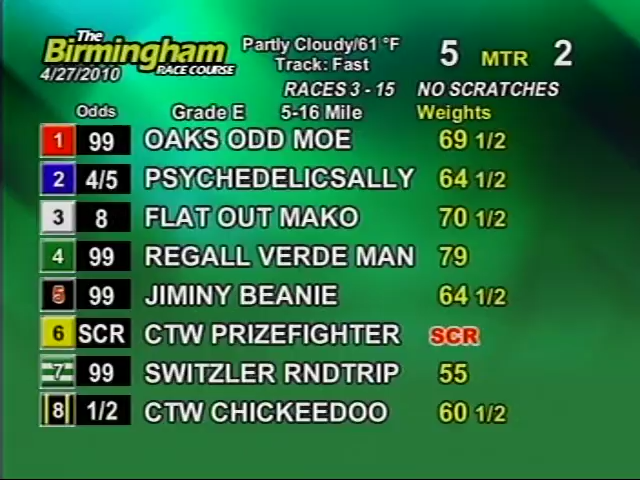 The
Birmingham
RACE COURSE
4/27/2010
Partly Cloudy/61 °F
Track: Fast
5 MTR 2
RACES 3 - 15 NO SCRATCHES
Odds Grade E 5-16 Mile Weights
1 99 OAKS ODD MOE 69 1/2
2 4/5 PSYCHEDELICSALLY 64 1/2
3 8 FLAT OUT MAKO 70 1/2
4 99 REGALL VERDE MAN 79
5 99 JIMINY BEANIE 64 1/2
6 SCR CTW PRIZEFIGHTER SCR
7 99 SWITZLER RNDTRIP 55
8 1/2 CTW CHICKEEDOO 60 1/2